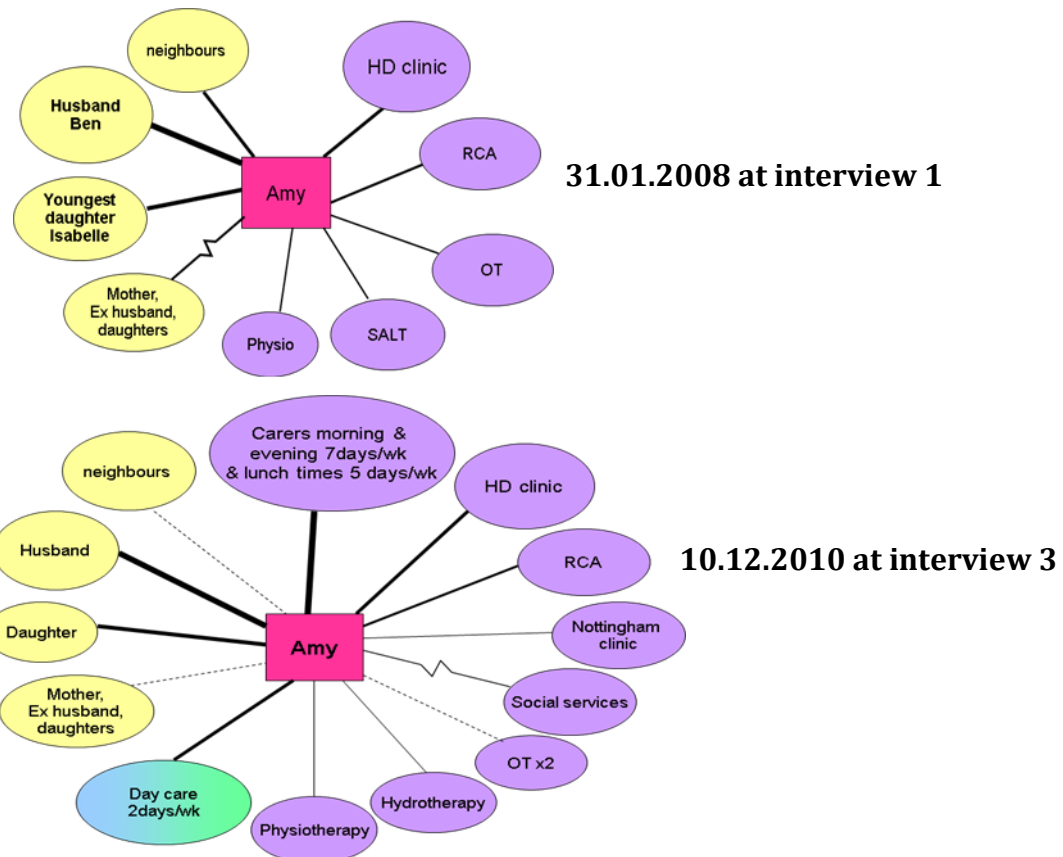 neighbours
HD clinic
Husband
Ben
RCA
Amy
31.01.2008 at interview 1
Youngest
daughter
Isabelle
OT
Mother,
Ex husband,
daughters
Physio
SALT
Carers morning &
evening 7days/wk
& lunch times 5 days/wk
neighbours
HD clinic
Husband
RCA
10.12.2010 at interview 3
Daughter
Amy
Nottingham
clinic
Mother,
Ex husband,
daughters
Social services
OT x2
Day care
2days/wk
Hydrotherapy
Physiotherapy